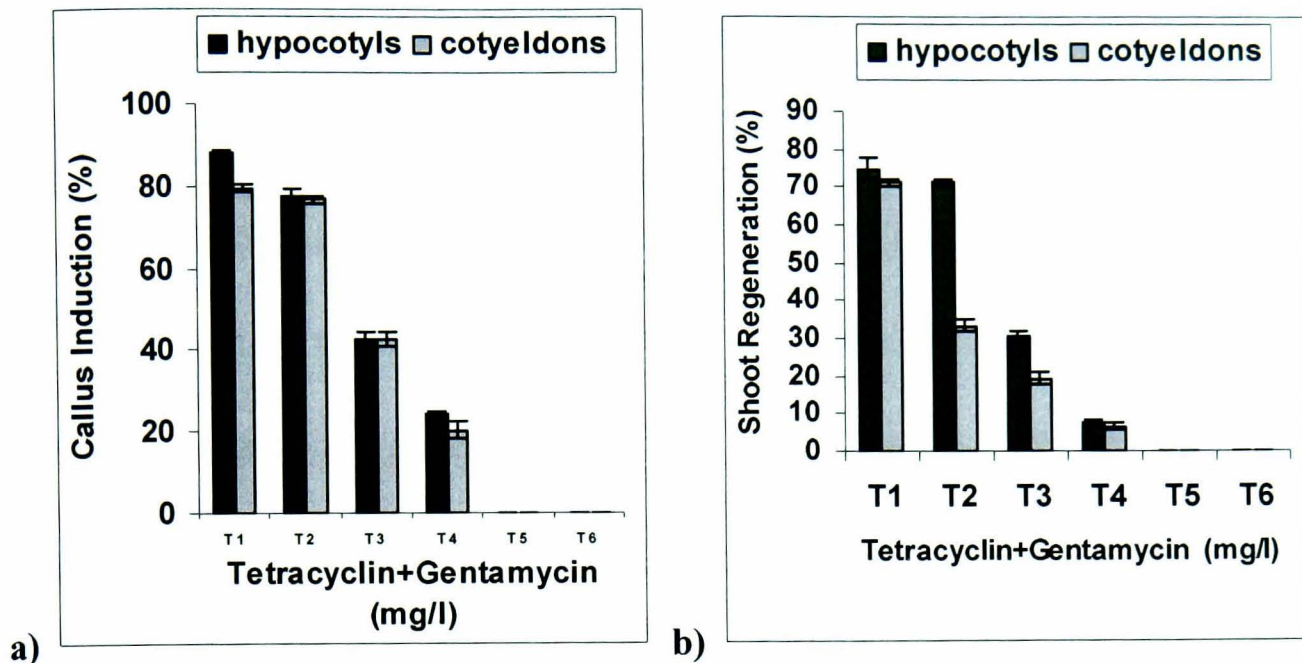 hypocotyls cotyeldons
100
80
60
40
20
0
Callus Induction (%)
T1 T2 T3 T4 T5 T6
Tetracyclin+Gentamycin
(mg/l)
a)
hypocotyls cotyeldons
90
80
70
60
50
40
30
20
10
0
Shoot Regeneration (%)
T1 T2 T3 T4 T5 T6
Tetracyclin+Gentamycin (mg/l)
b)